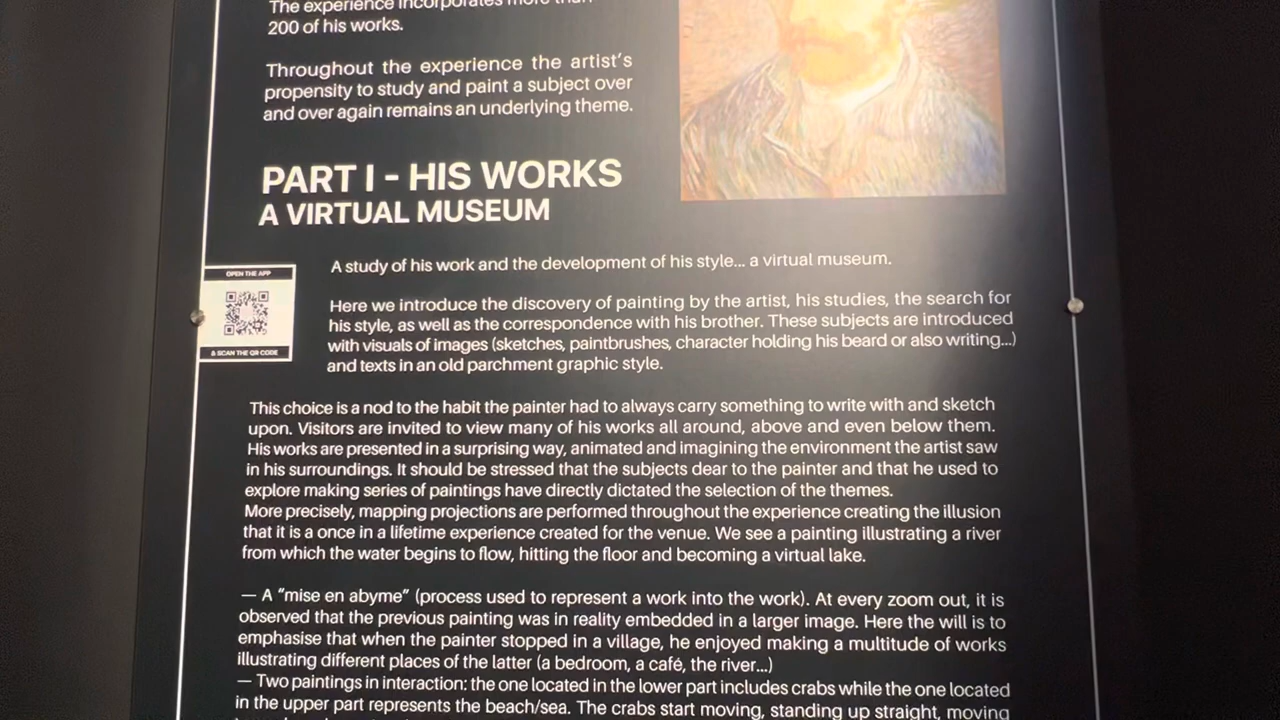 The experience incorporates more than
200 of his works.
Throughout the experience the artist's
propensity to study and paint a subject over
and over again remains an underlying theme.
PART I - HIS WORKS
A VIRTUAL MUSEUM
OPEN THE APP
& SCAN THE QR CODE
A study of his work and the development of his style... a virtual museum.
Here we introduce the discovery of painting by the artist, his studies, the search for
his style, as well as the correspondence with his brother. These subjects are introduced
with visuals of images (sketches, paintbrushes, character holding his beard or also writing...)
and texts in an old parchment graphic style.
This choice is a nod to the habit the painter had to always carry something to write with and sketch
upon. Visitors are invited to view many of his works all around, above and even below them.
His works are presented in a surprising way, animated and imagining the environment the artist saw
in his surroundings. It should be stressed that the subjects dear to the painter and that he used to
explore making series of paintings have directly dictated the selection of the themes.
More precisely, mapping projections are performed throughout the experience creating the illusion
that it is a once in a lifetime experience created for the venue. We see a painting illustrating a river
from which the water begins to flow, hitting the floor and becoming a virtual lake.
— A "mise en abyme" (process used to represent a work into the work). At every zoom out, it is
observed that the previous painting was in reality embedded in a larger image. Here the will is to
emphasise that when the painter stopped in a village, he enjoyed making a multitude of works
illustrating different places of the latter (a bedroom, a café, the river...)
— Two paintings in interaction: the one located in the lower part includes crabs while the one located
in the upper part represents the beach/sea. The crabs start moving, standing up straight, moving